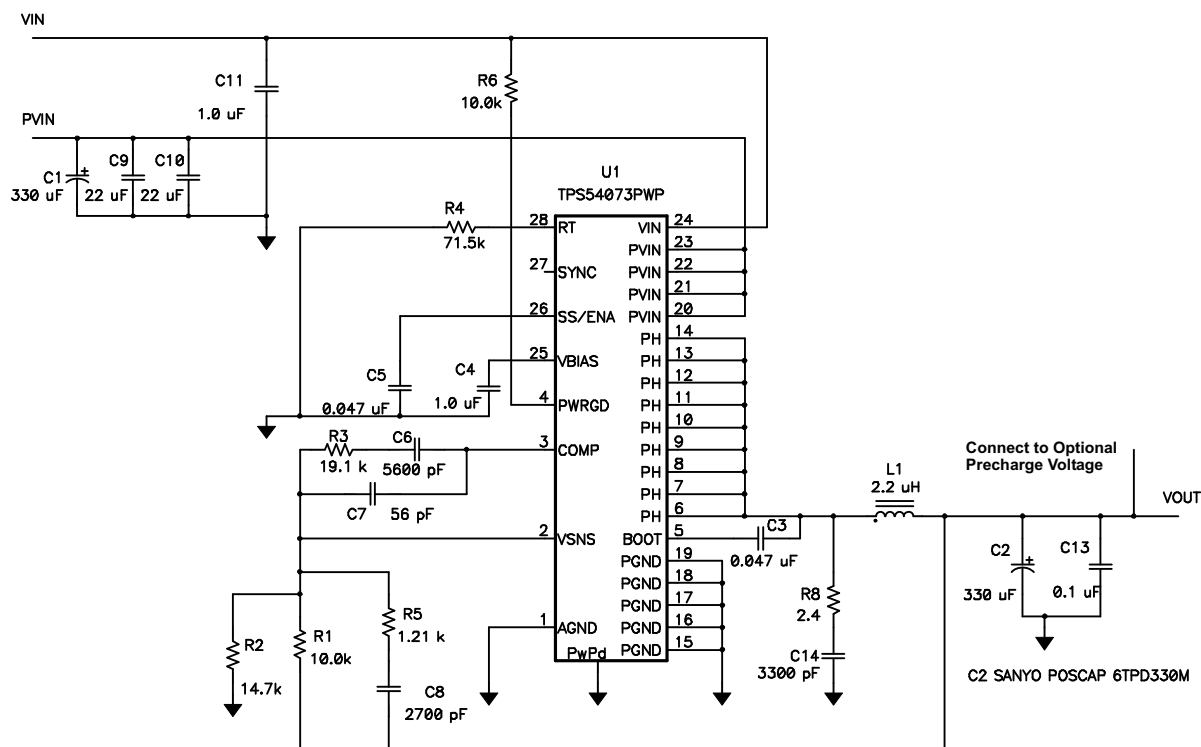 VIN
C11
1.0 uF
R6
10.0k
PVIN
C1
330 uF
C9
22 uF
C10
22 uF
U1
TPS54073PWP
R4
71.5k
28 RT
27 SYNC
26 SS/ENA
25 VBIAS
4 PWRGD
3 COMP
2 VSNS
1 AGND
PwPd
VIN 24
PVIN 23
PVIN 22
PVIN 21
PVIN 20
PH 14
PH 13
PH 12
PH 11
PH 10
PH 9
PH 8
PH 7
PH 6
BOOT 5
PGND 19
PGND 18
PGND 17
PGND 16
PGND 15
C5
0.047 uF
C4
1.0 uF
R3
19.1 k
C6
5600 pF
C7
56 pF
R2
14.7k
R1
10.0k
R5
1.21 k
C8
2700 pF
C3
0.047 uF
R8
2.4
C14
3300 pF
L1
2.2 uH
Connect to Optional
Precharge Voltage
VOUT
C2
330 uF
C13
0.1 uF
C2 SANYO POSCAP 6TPD330M